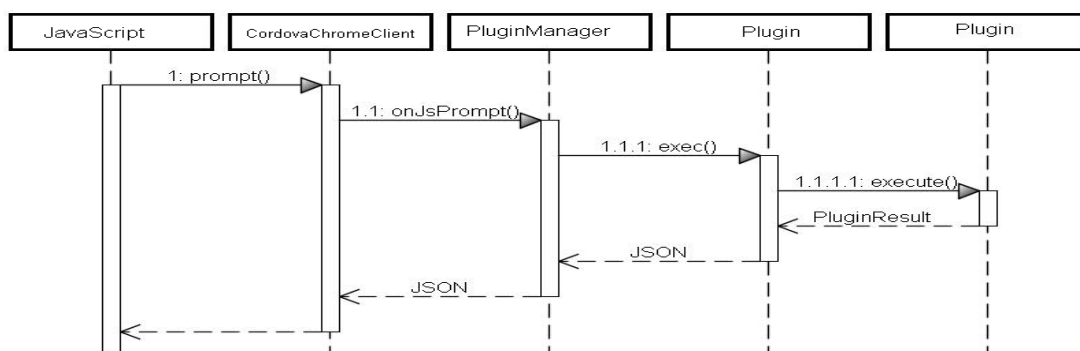 JavaScript
CordovaChromeClient
PluginManager
Plugin
Plugin
1: prompt()
1.1: onJsPrompt()
1.1.1: exec()
1.1.1.1: execute()
PluginResult
JSON
JSON